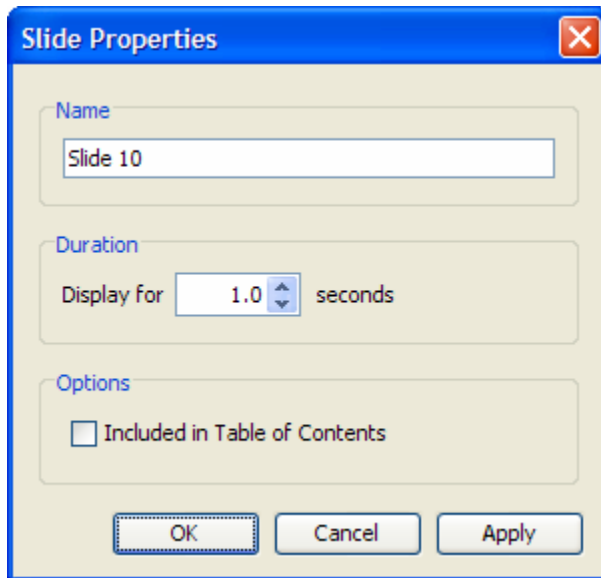 Slide Properties
Name
Slide 10
Duration
Display for 1.0 seconds
Options
Included in Table of Contents
OK Cancel Apply